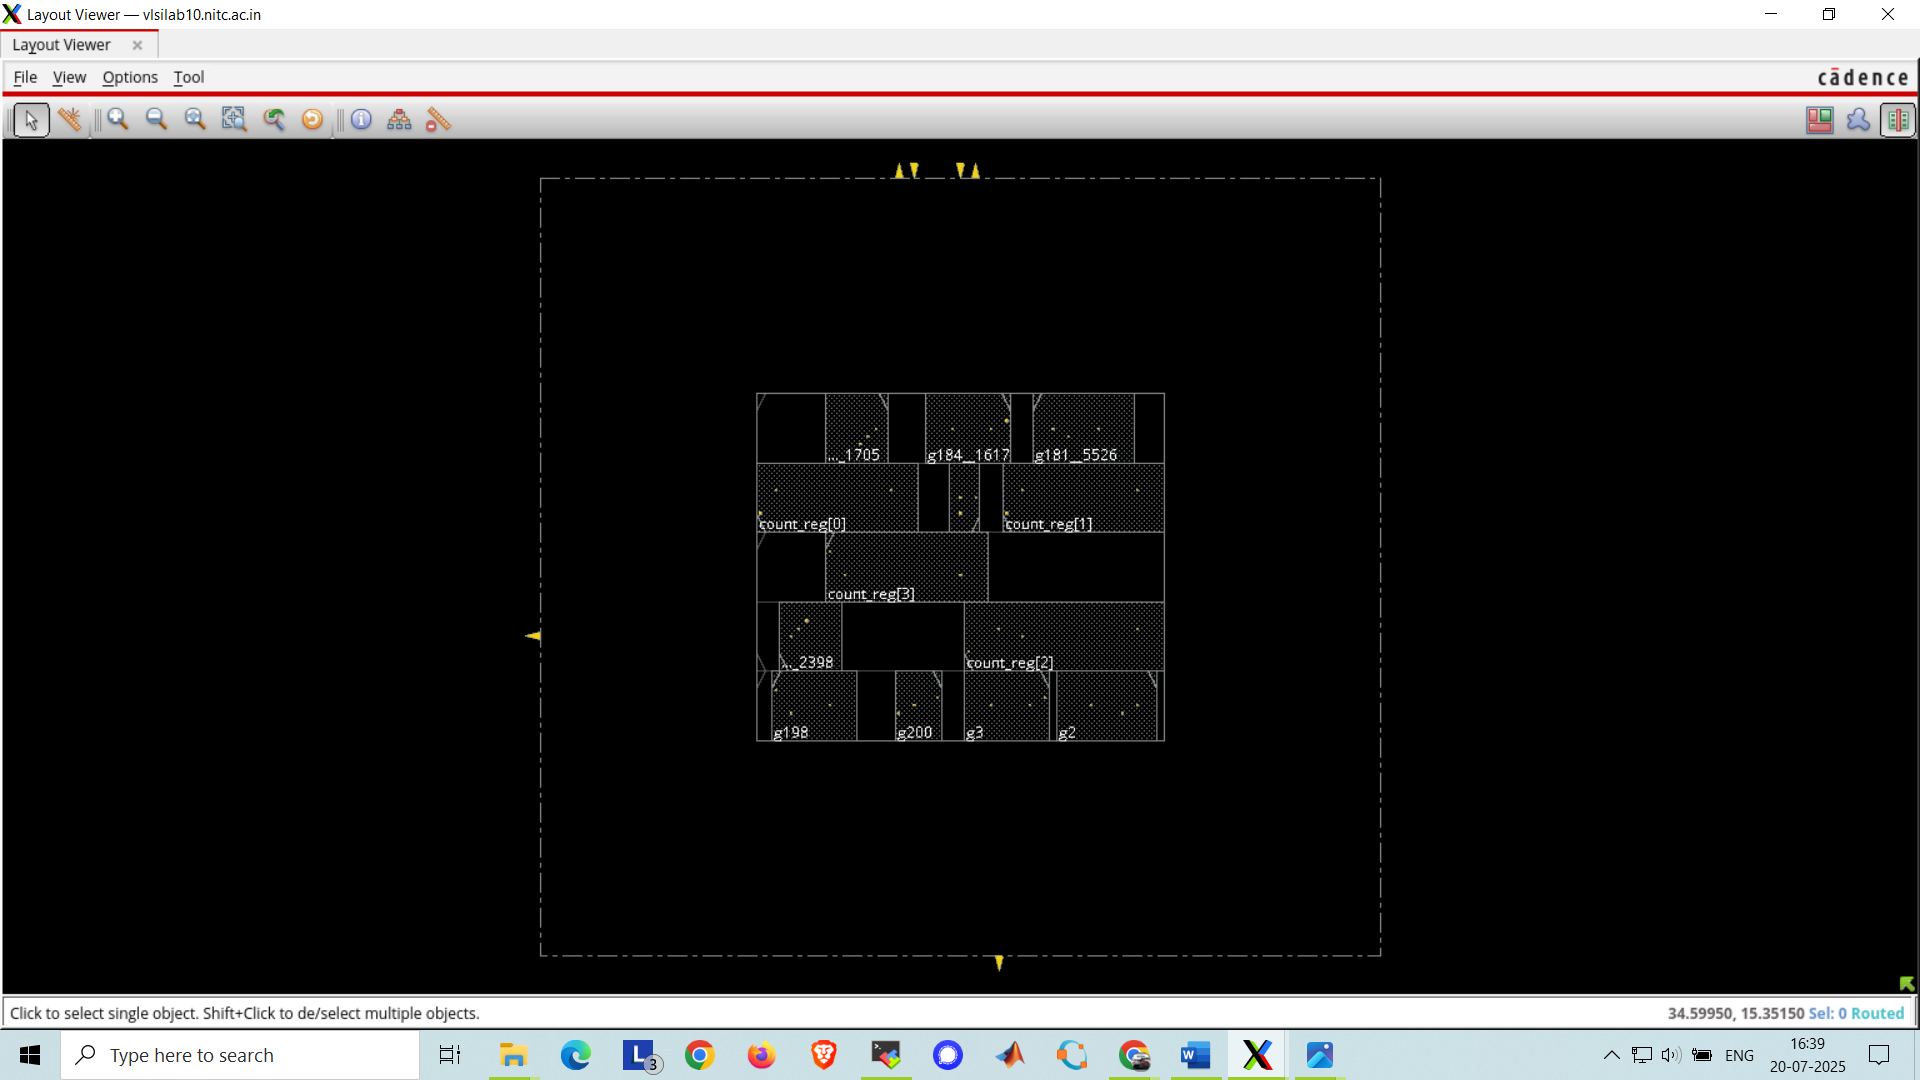 Layout Viewer — vlsilab10.nitc.ac.in
Layout Viewer
File View Options Tool
cādence
..._1705 g184__1617 g181__5526
count_reg[0] count_reg[1]
count_reg[3]
..._2398 count_reg[2]
g198 g200 g3 g2
Click to select single object. Shift+Click to de/select multiple objects.
34.59950, 15.35150 Sel: 0 Routed
Type here to search
L 3
W
ENG
16:39
20-07-2025